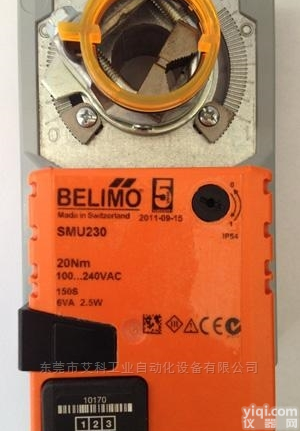 BELIMO 5
Made in Switzerland 2011-09-15
SMU230
IP54
20Nm
100...240VAC
150S
6VA 2.5W
东莞市艾科工业自动化设备有限公司
10170
1 2 3
yiqi.com
仪器网